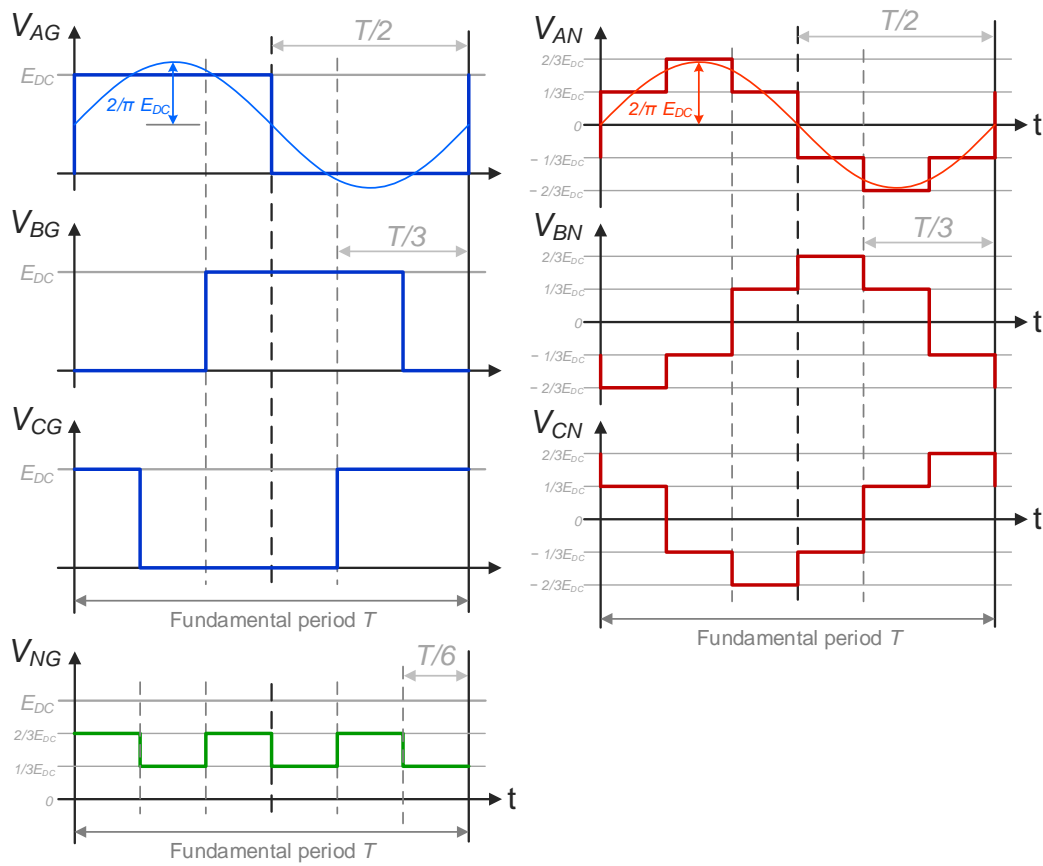 V_AG
T/2
E_DC
2/π E_DC
V_BG
T/3
E_DC
V_CG
E_DC
Fundamental period T
V_NG
T/6
E_DC
2/3E_DC
1/3E_DC
0
t
Fundamental period T
V_AN
T/2
2/3E_DC
1/3E_DC
2/π E_DC
0
t
– 1/3E_DC
– 2/3E_DC
V_BN
T/3
2/3E_DC
1/3E_DC
0
t
– 1/3E_DC
– 2/3E_DC
V_CN
2/3E_DC
1/3E_DC
0
t
– 1/3E_DC
– 2/3E_DC
Fundamental period T